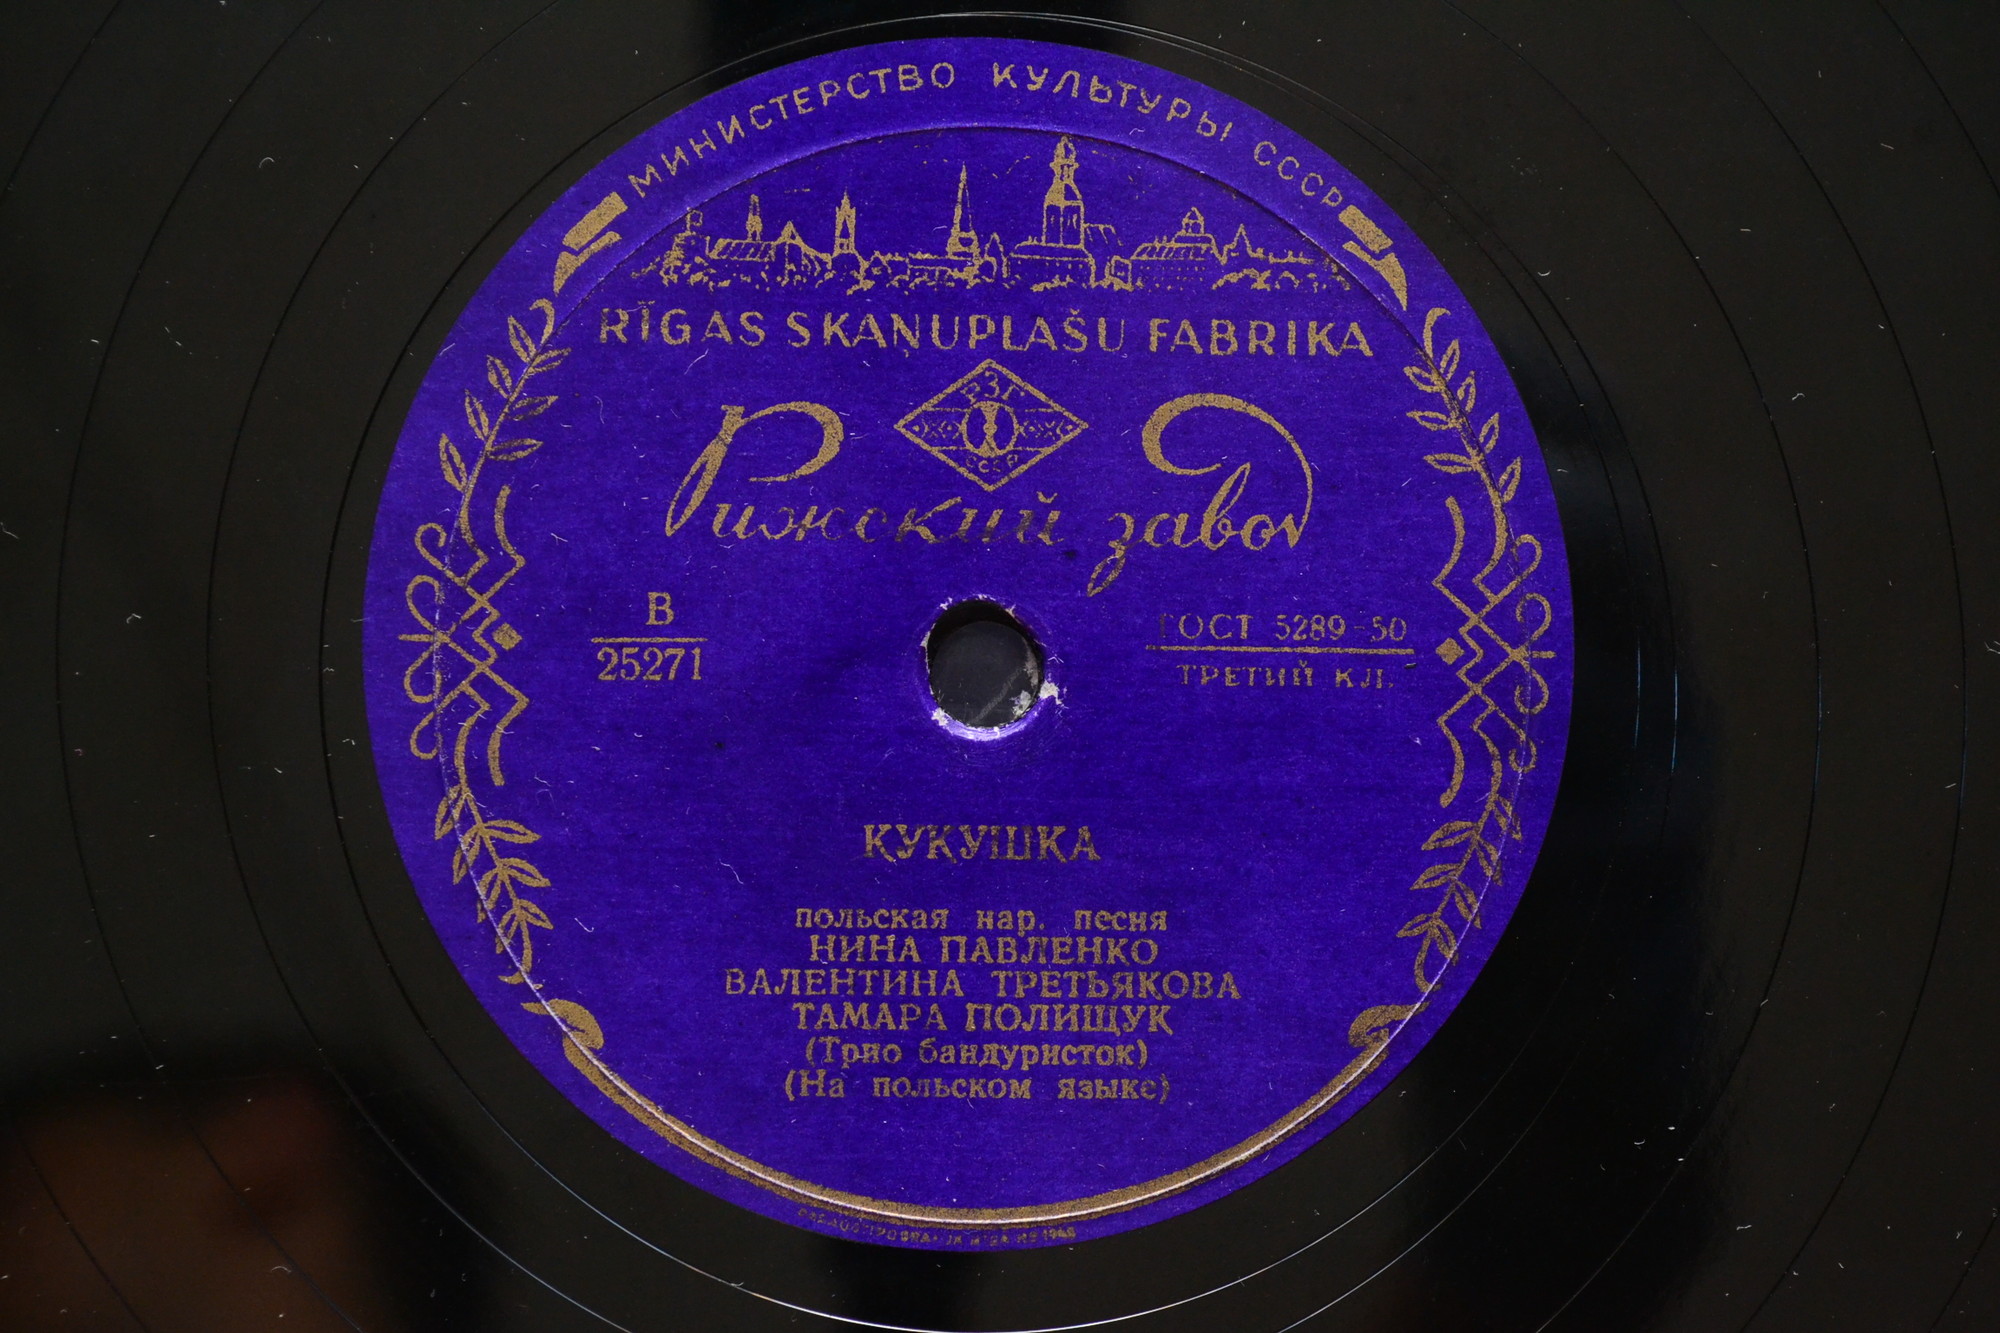 МИНИСТЕРСТВО КУЛЬТУРЫ СССР
RĪGAS SKAŅUPLAŠU FABRIKA
РЗГ
Рижский завод
В
25271
ГОСТ 5289-50
ТРЕТИЙ КЛ.
КУКУШКА
польская нар. песня
НИНА ПАВЛЕНКО
ВАЛЕНТИНА ТРЕТЬЯКОВА
ТАМАРА ПОЛИЩУК
(Трио бандуристок)
(На польском языке)